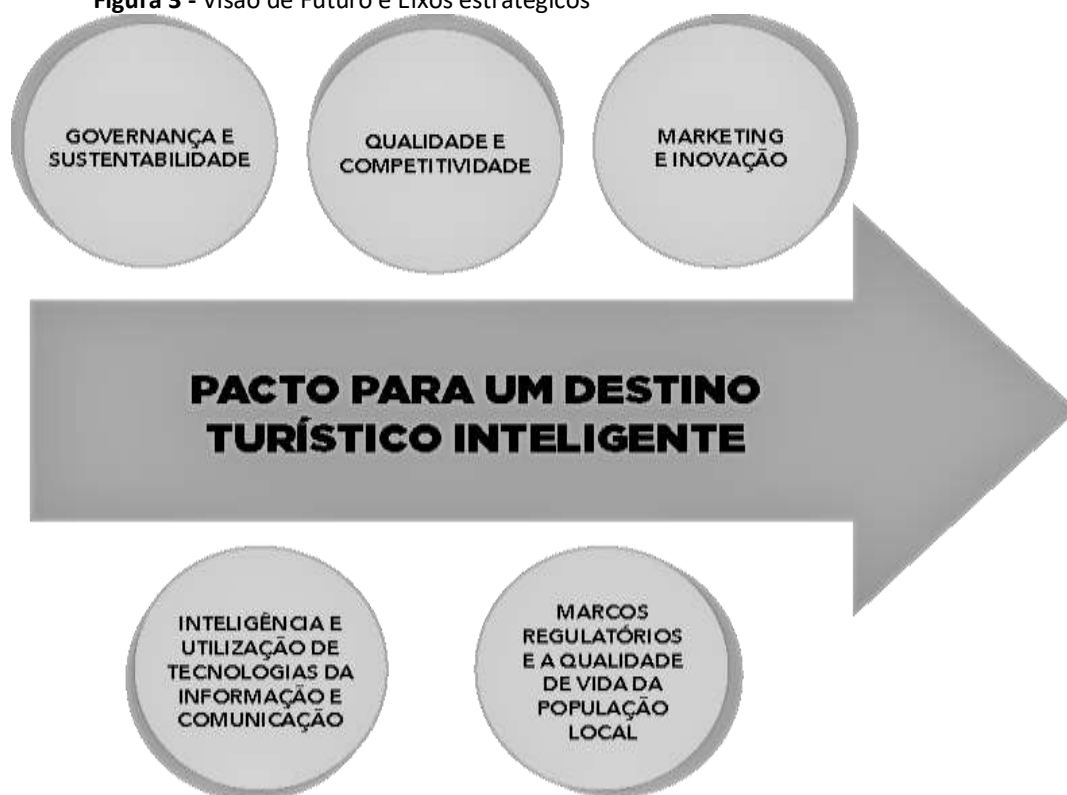 Figura 3 - Visão de Futuro e Eixos estratégicos
GOVERNANÇA E
SUSTENTABILIDADE
QUALIDADE E
COMPETITIVIDADE
MARKETING
E INOVAÇÃO
PACTO PARA UM DESTINO
TURÍSTICO INTELIGENTE
INTELIGÊNCIA E
UTILIZAÇÃO DE
TECNOLOGIAS DA
INFORMAÇÃO E
COMUNICAÇÃO
MARCOS
REGULATÓRIOS
E A QUALIDADE
DE VIDA DA
POPULAÇÃO
LOCAL